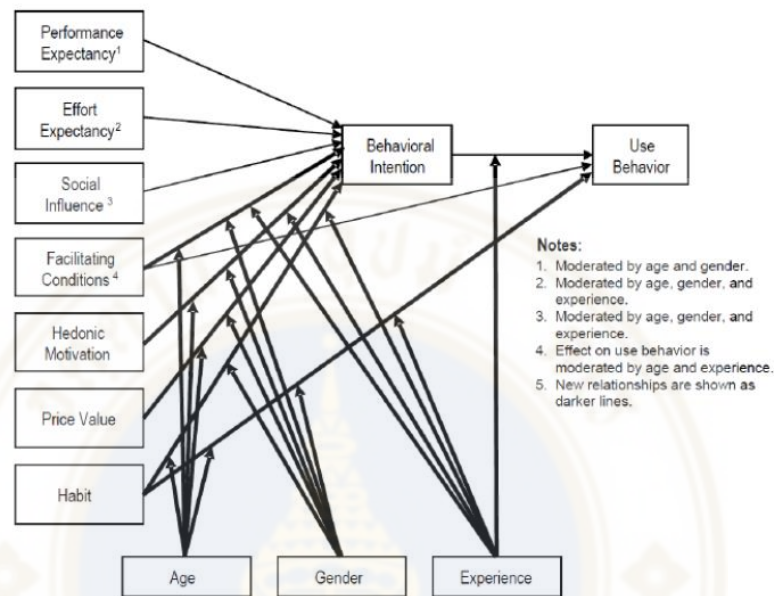 Performance
Expectancy1
Effort
Expectancy2
Social
Influence 3
Facilitating
Conditions 4
Hedonic
Motivation
Price Value
Habit
Behavioral
Intention
Use
Behavior
Notes:
1. Moderated by age and gender.
2. Moderated by age, gender, and
experience.
3. Moderated by age, gender, and
experience.
4. Effect on use behavior is
moderated by age and experience.
5. New relationships are shown as
darker lines.
Age
Gender
Experience